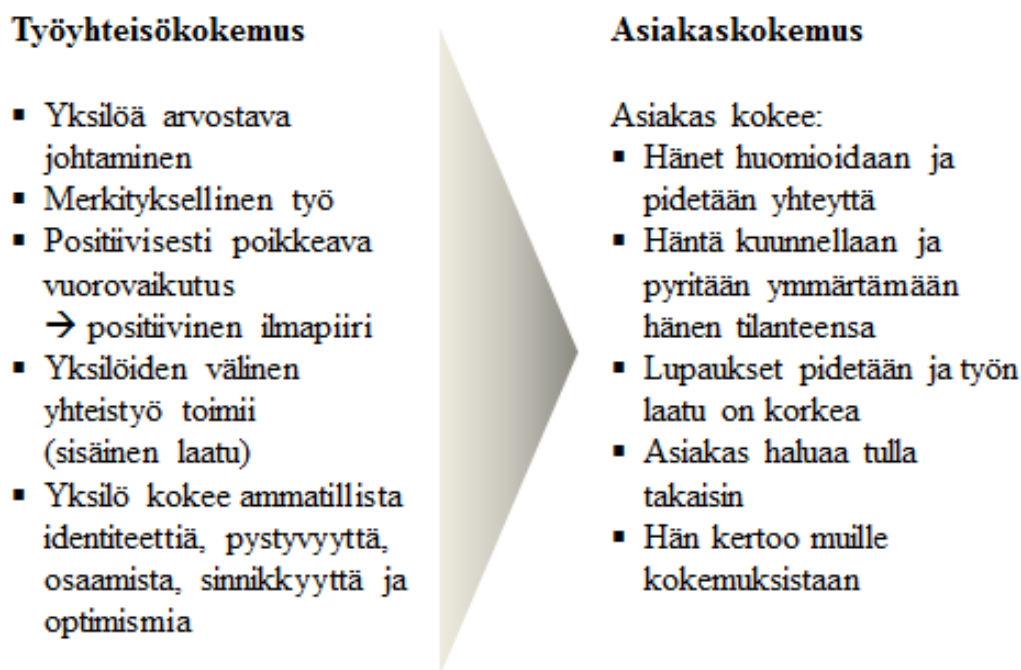 Työyhteisökokemus
▪ Yksilöä arvostava
johtaminen
▪ Merkityksellinen työ
▪ Positiivisesti poikkeava
vuorovaikutus
→ positiivinen ilmapiiri
▪ Yksilöiden välinen
yhteistyö toimii
(sisäinen laatu)
▪ Yksilö kokee ammatillista
identiteettiä, pystyvyyttä,
osaamista, sinnikkyyttä ja
optimismia
Asiakaskokemus
Asiakas kokee:
▪ Hänet huomioidaan ja
pidetään yhteyttä
▪ Häntä kuunnellaan ja
pyritään ymmärtämään
hänen tilanteensa
▪ Lupaukset pidetään ja työn
laatu on korkea
▪ Asiakas haluaa tulla
takaisin
▪ Hän kertoo muille
kokemuksistaan